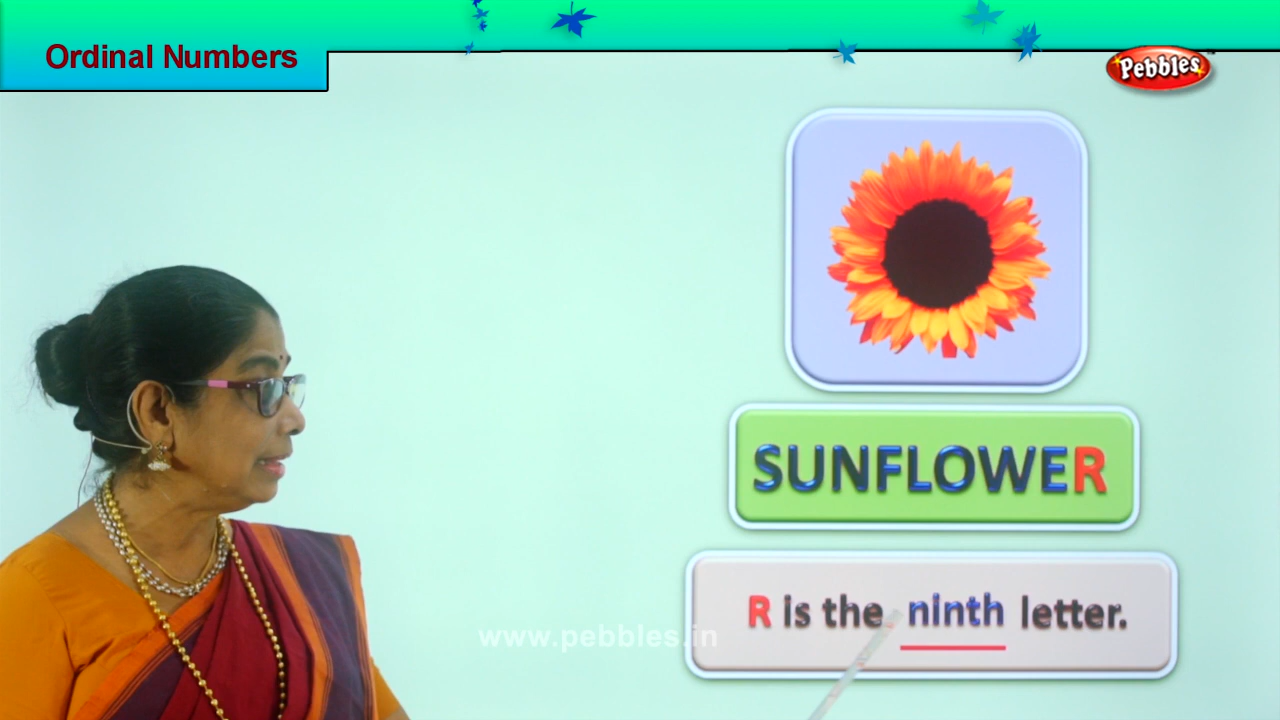 Ordinal Numbers
Pebbles
SUNFLOWER
R is the ninth letter.
www.pebbles.in